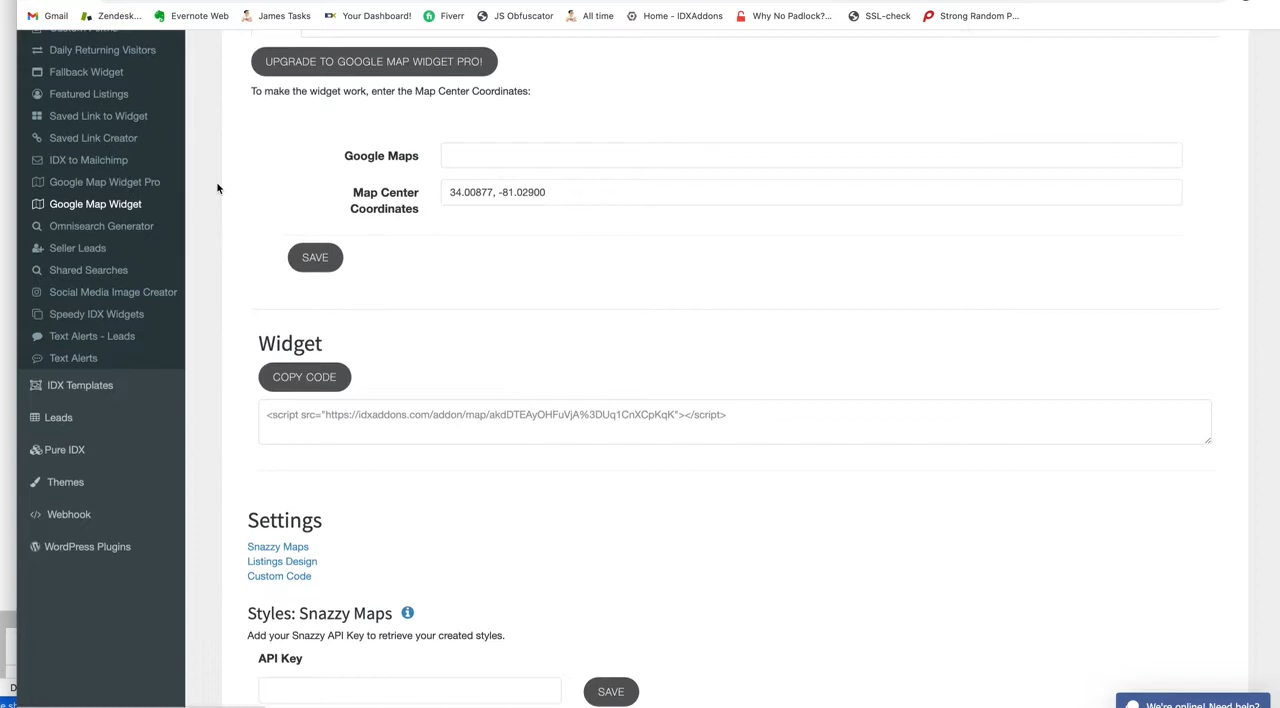 Gmail
Zendesk...
Evernote Web
James Tasks
Your Dashboard!
Fiverr
JS Obfuscator
All time
Home - IDXAddons
Why No Padlock?...
SSL-check
Strong Random P...
Daily Returning Visitors
Fallback Widget
Featured Listings
Saved Link to Widget
Saved Link Creator
IDX to Mailchimp
Google Map Widget Pro
Google Map Widget
Omnisearch Generator
Seller Leads
Shared Searches
Social Media Image Creator
Speedy IDX Widgets
Text Alerts - Leads
Text Alerts
IDX Templates
Leads
Pure IDX
Themes
Webhook
WordPress Plugins
UPGRADE TO GOOGLE MAP WIDGET PRO!
To make the widget work, enter the Map Center Coordinates:
Google Maps
Map Center
Coordinates
34.00877, -81.02900
SAVE
Widget
COPY CODE
<script src="https://idxaddons.com/addon/map/akdDTEAyOHFuVjA%3DUq1CnXCpKqK"></script>
Settings
Snazzy Maps
Listings Design
Custom Code
Styles: Snazzy Maps
Add your Snazzy API Key to retrieve your created styles.
API Key
SAVE
We're online! Need help?